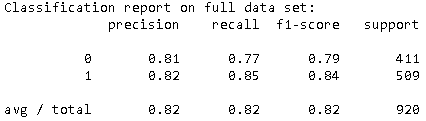 Classification report on full data set:
precision recall f1-score support
0 0.81 0.77 0.79 411
1 0.82 0.85 0.84 509
avg / total 0.82 0.82 0.82 920